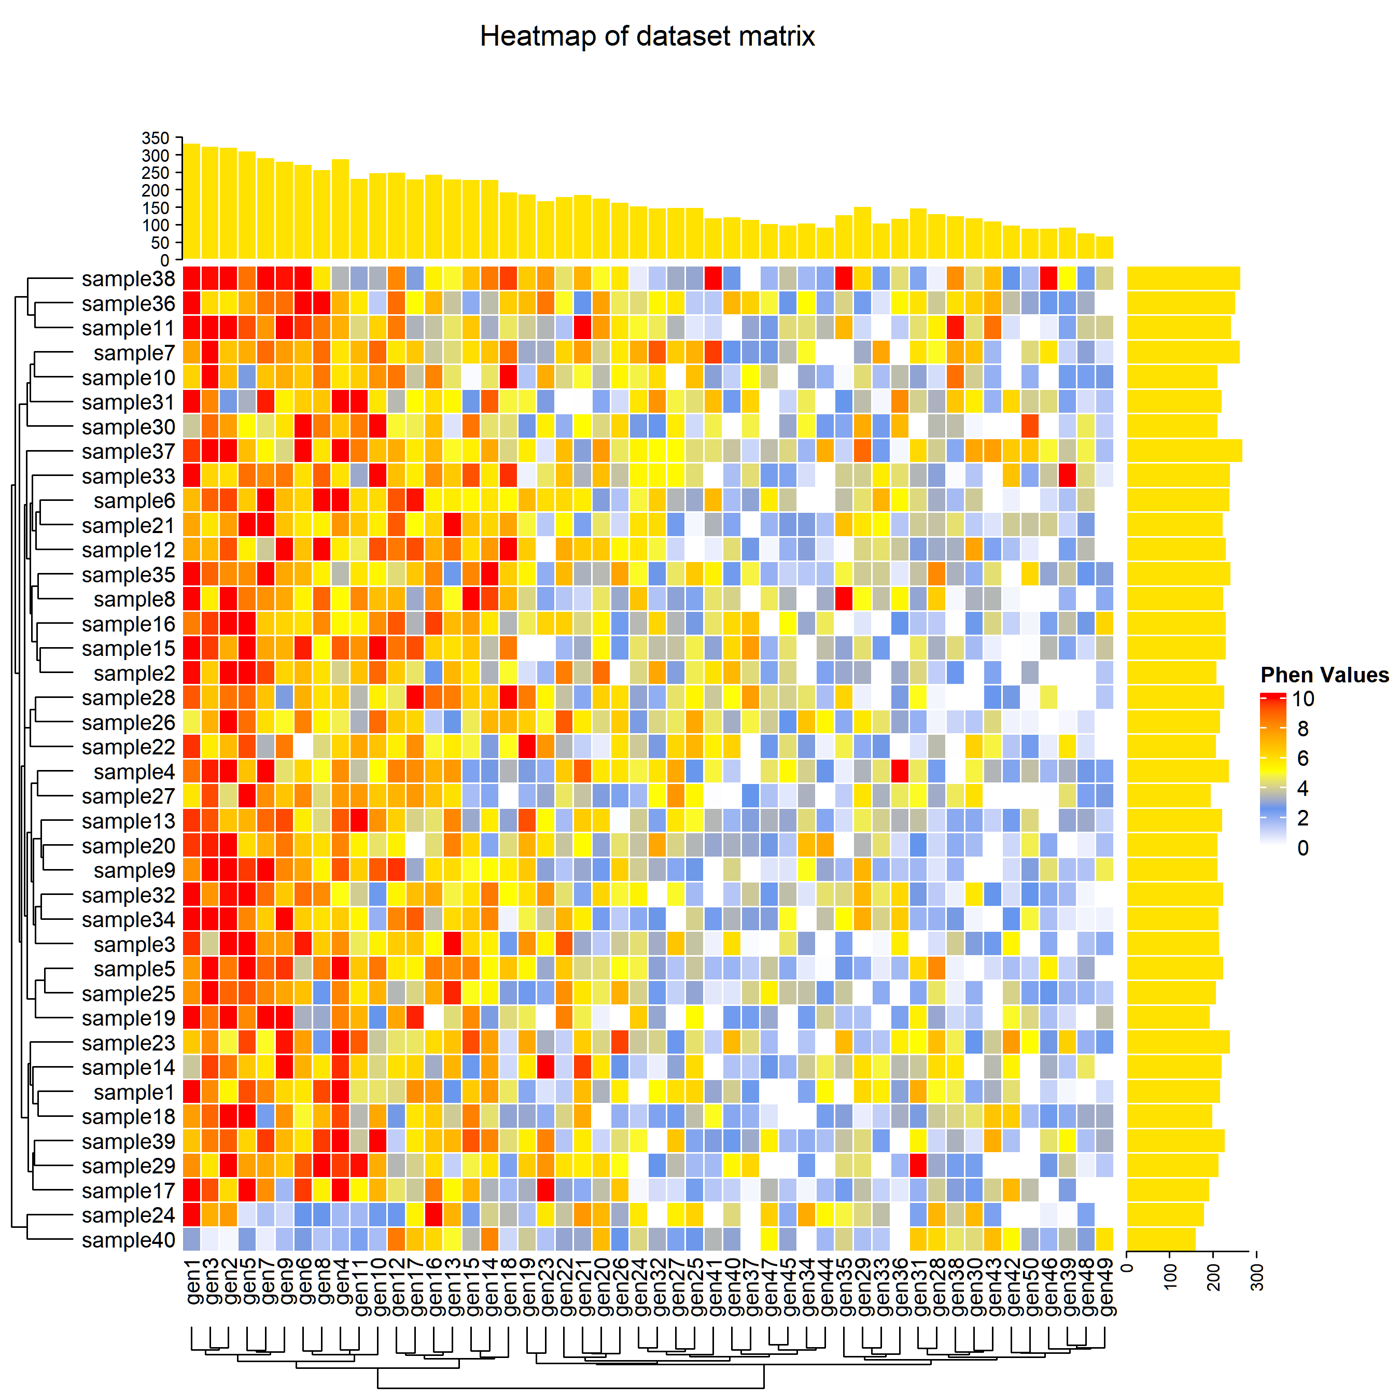 Heatmap of dataset matrix
350
300
250
200
150
100
50
0
sample38
sample36
sample11
sample7
sample10
sample31
sample30
sample37
sample33
sample6
sample21
sample12
sample35
sample8
sample16
sample15
sample2
sample28
sample26
sample22
sample4
sample27
sample13
sample20
sample9
sample32
sample34
sample3
sample5
sample25
sample19
sample23
sample14
sample1
sample18
sample39
sample29
sample17
sample24
sample40
Phen Values
10
8
6
4
2
0
0
100
200
300
gen1
gen3
gen2
gen5
gen7
gen9
gen6
gen8
gen4
gen11
gen10
gen12
gen17
gen16
gen13
gen15
gen14
gen18
gen19
gen23
gen22
gen21
gen20
gen26
gen24
gen32
gen27
gen25
gen41
gen40
gen37
gen47
gen45
gen34
gen44
gen35
gen29
gen33
gen36
gen31
gen28
gen38
gen30
gen43
gen42
gen50
gen46
gen39
gen48
gen49